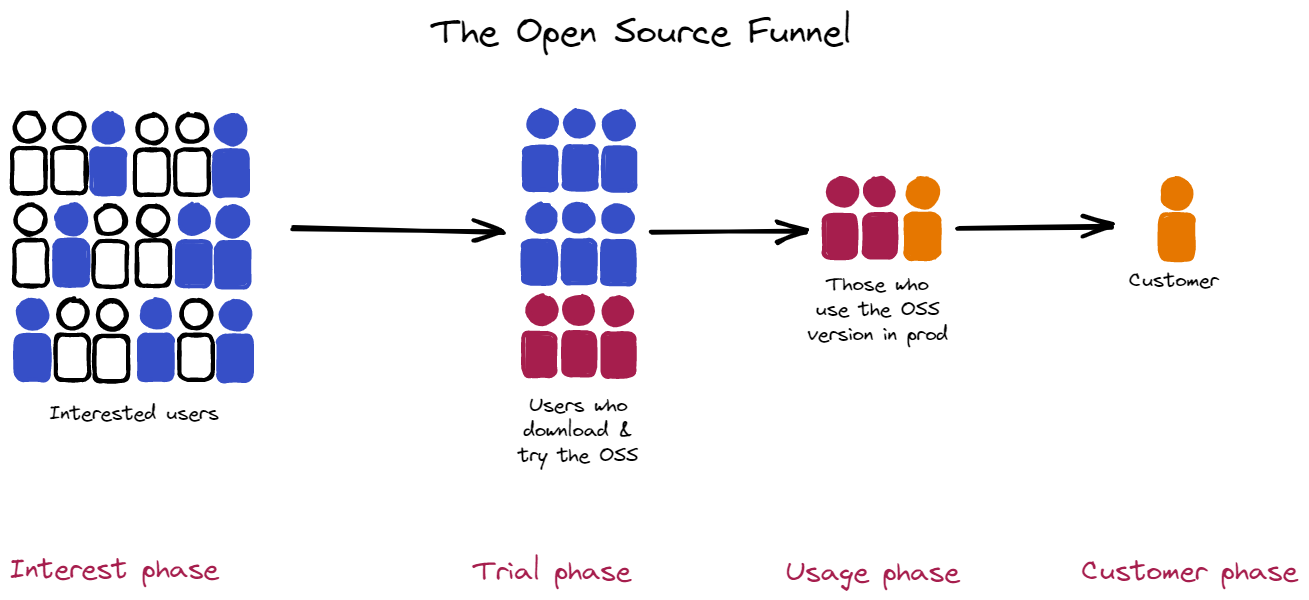 The Open Source Funnel
Interested users
Users who
download &
try the OSS
Those who
use the OSS
version in prod
Customer
Interest phase
Trial phase
Usage phase
Customer phase